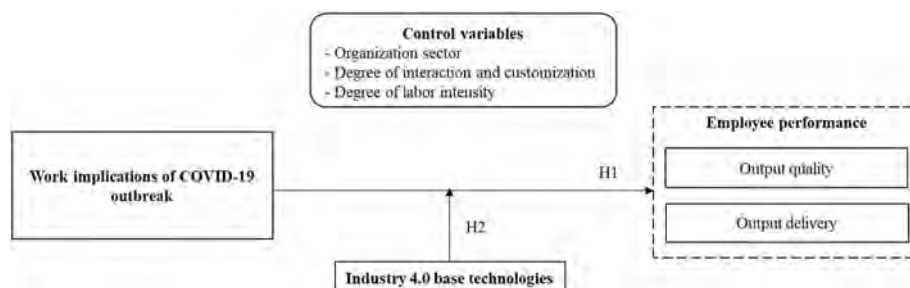 Control variables
- Organization sector
- Degree of interaction and customization
- Degree of labor intensity
Work implications of COVID-19
outbreak
H1
H2
Industry 4.0 base technologies
Employee performance
Output quality
Output delivery